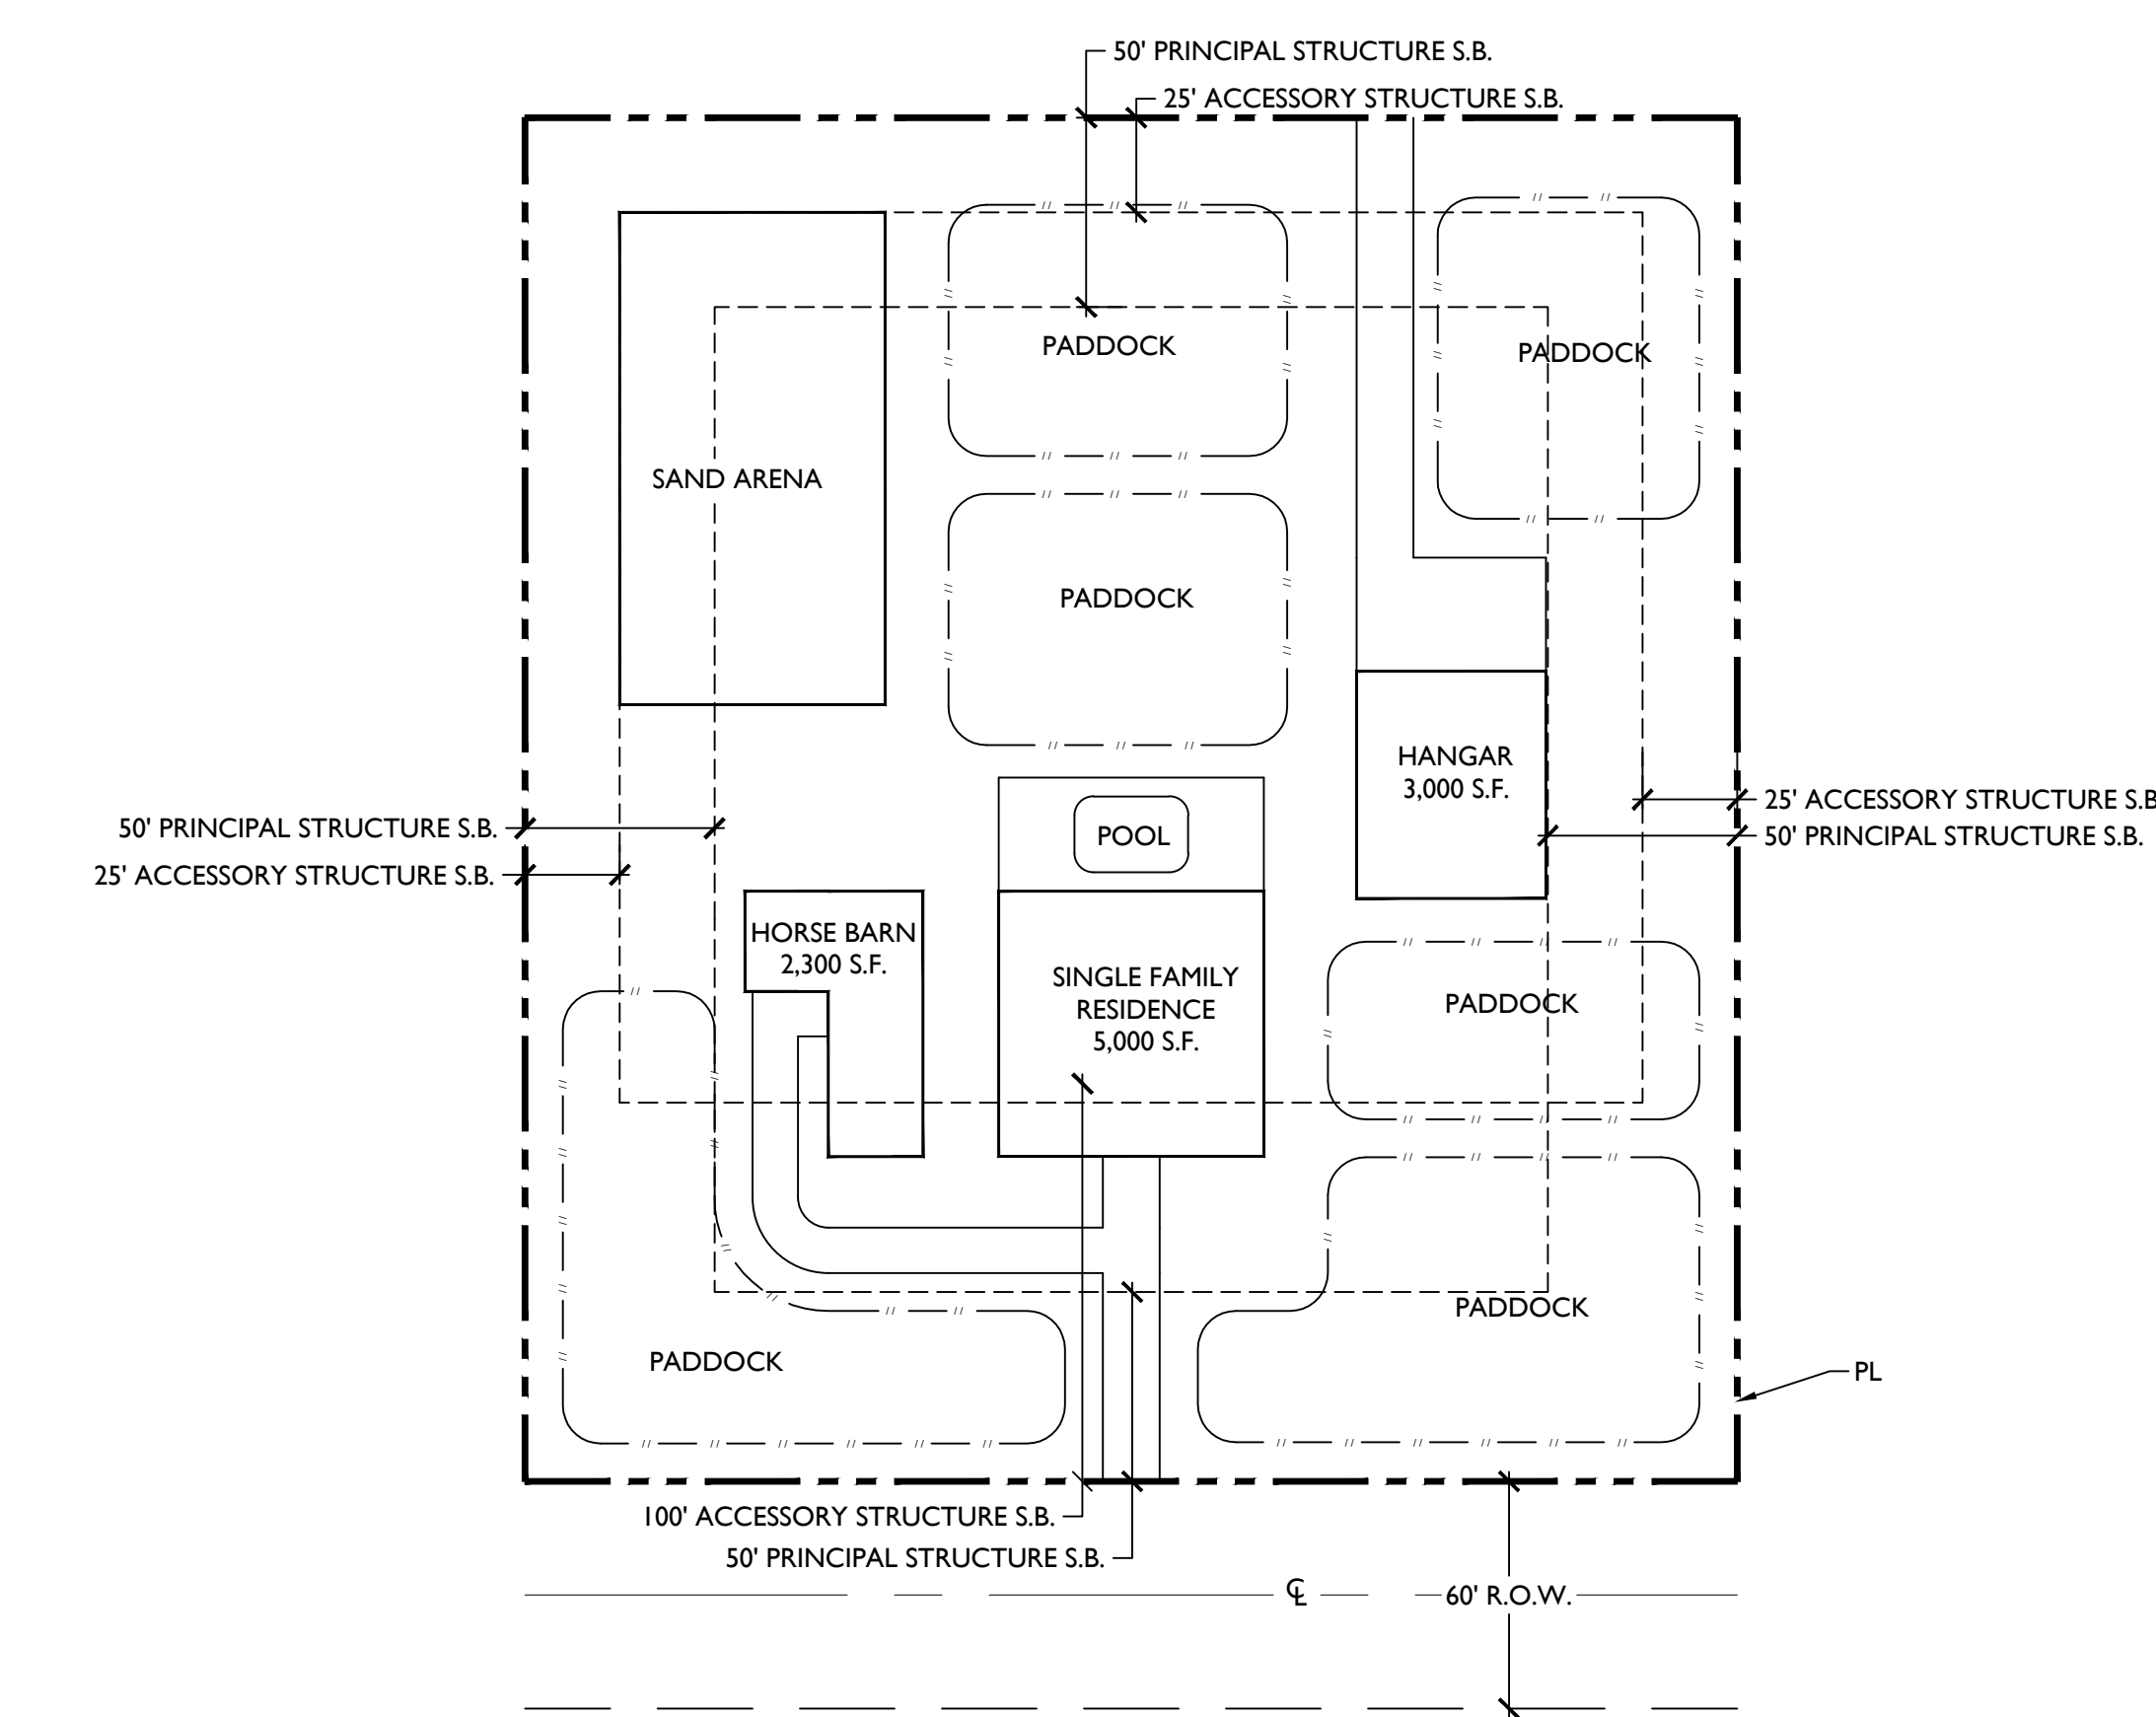 50' PRINCIPAL STRUCTURE S.B.
25' ACCESSORY STRUCTURE S.B.
PADDOCK
PADDOCK
SAND ARENA
PADDOCK
HANGAR
3,000 S.F.
25' ACCESSORY STRUCTURE S.B
50' PRINCIPAL STRUCTURE S.B.
POOL
50' PRINCIPAL STRUCTURE S.B.
25' ACCESSORY STRUCTURE S.B.
HORSE BARN
2,300 S.F.
SINGLE FAMILY
RESIDENCE
5,000 S.F.
PADDOCK
PADDOCK
PADDOCK
PL
100' ACCESSORY STRUCTURE S.B.
50' PRINCIPAL STRUCTURE S.B.
℄
60' R.O.W.